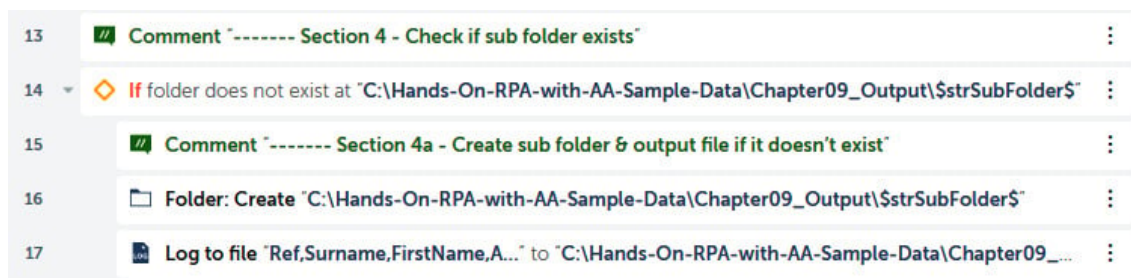 13 Comment "------- Section 4 - Check if sub folder exists"
14 If folder does not exist at "C:\Hands-On-RPA-with-AA-Sample-Data\Chapter09_Output\$strSubFolder$"
15 Comment "------- Section 4a - Create sub folder & output file if it doesn't exist"
16 Folder: Create "C:\Hands-On-RPA-with-AA-Sample-Data\Chapter09_Output\$strSubFolder$"
17 LOG Log to file "Ref,Surname,FirstName,A..." to "C:\Hands-On-RPA-with-AA-Sample-Data\Chapter09_...